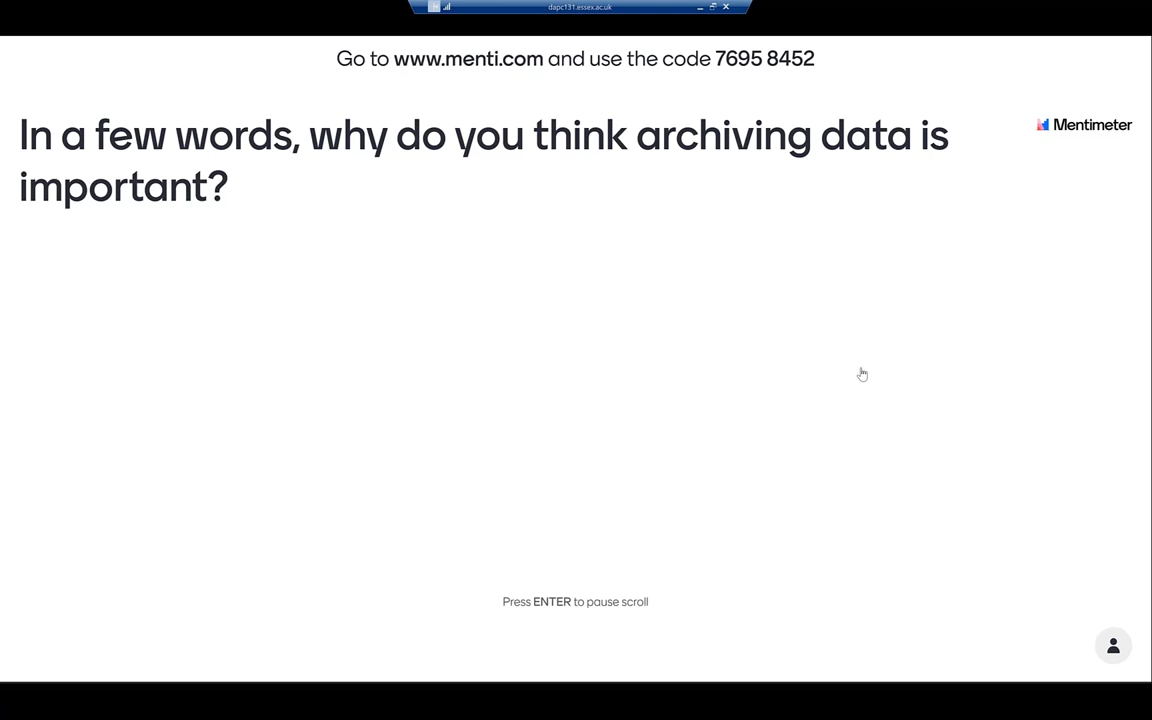 dapc131.essex.ac.uk
Go to www.menti.com and use the code 7695 8452
In a few words, why do you think archiving data is
important?
Mentimeter
Press ENTER to pause scroll